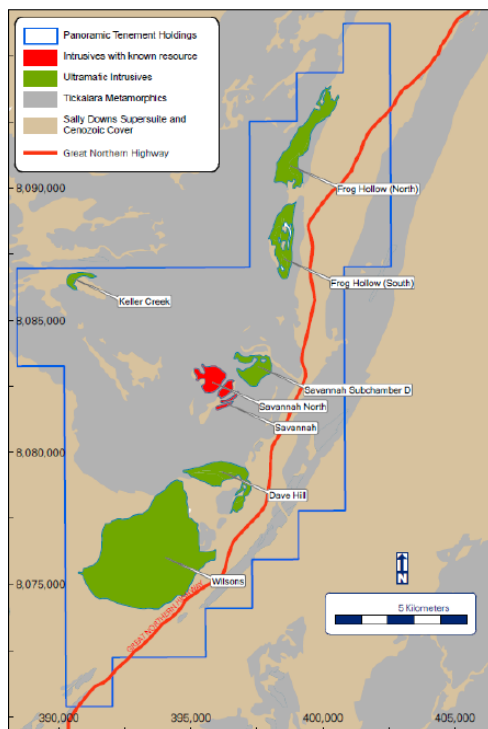 Panoramic Tenement Holdings
Intrusives with known resource
Ultramafic Intrusives
Tickalara Metamorphics
Sally Downs Supersuite and
Cenozoic Cover
Great Northern Highway
8,090,000
Frog Hollow (North)
Frog Hollow (South)
Keller Creek
8,085,000
Savannah Subchamber D
Savannah North
Savannah
8,080,000
Dave Hill
Wilsons
8,075,000
N
5 Kilometers
GREAT NORTHERN HIGHWAY
390,000
395,000
400,000
405,000